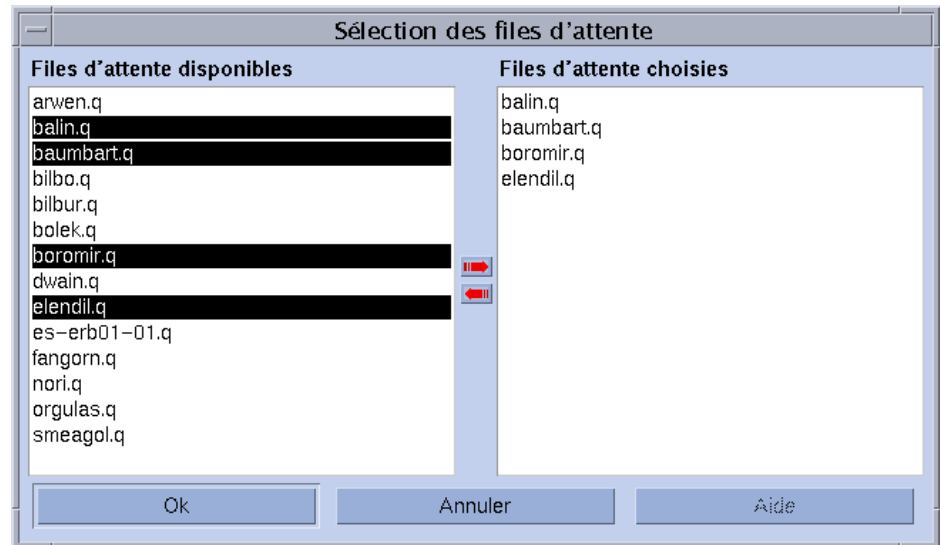 Sélection des files d'attente
Files d'attente disponibles
arwen.q
balin.q
baumbart.q
bilbo.q
bilbur.q
bolek.q
boromir.q
dwain.q
elendil.q
es-erb01-01.q
fangorn.q
nori.q
orgulas.q
smeagol.q
Files d'attente choisies
balin.q
baumbart.q
boromir.q
elendil.q
Ok
Annuler
Aide